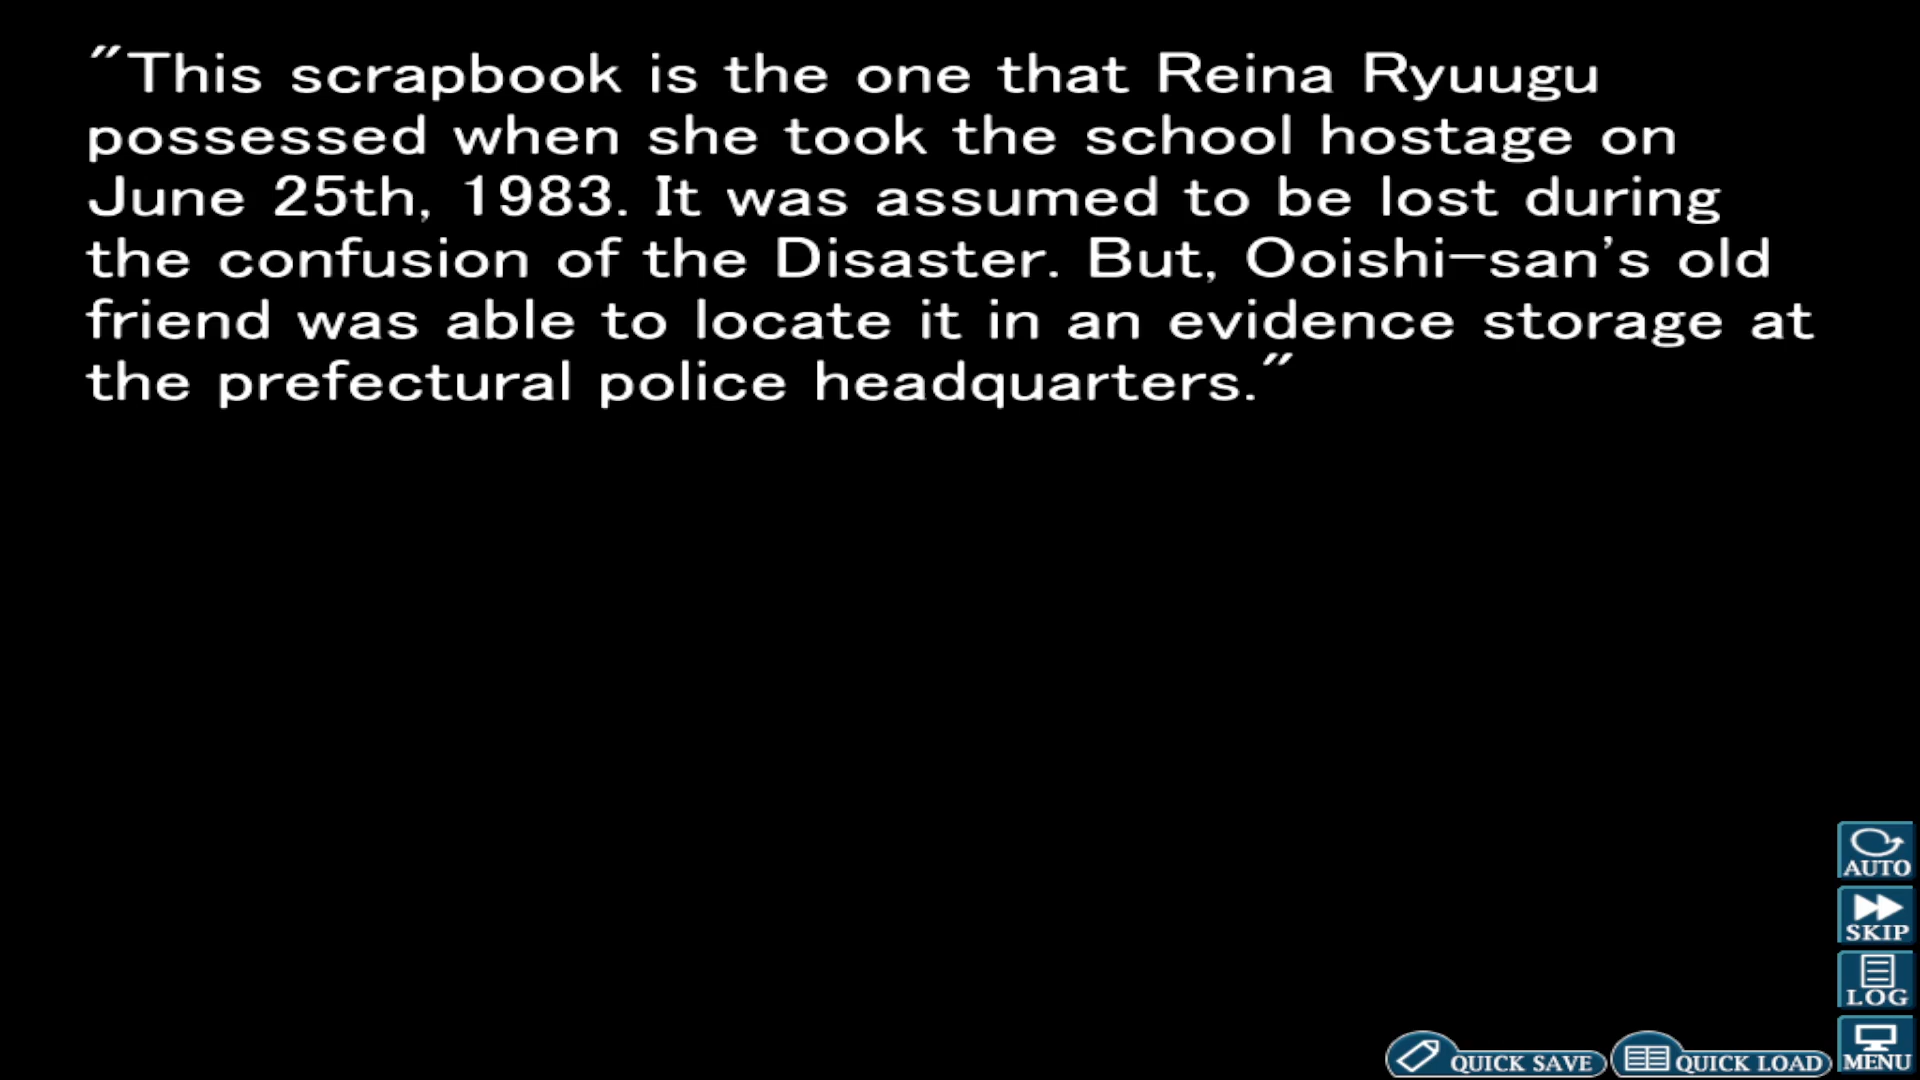 "This scrapbook is the one that Reina Ryuugu
possessed when she took the school hostage on
June 25th, 1983. It was assumed to be lost during
the confusion of the Disaster. But, Ooishi-san's old
friend was able to locate it in an evidence storage at
the prefectural police headquarters."
AUTO
SKIP
LOG
MENU
QUICK SAVE
QUICK LOAD